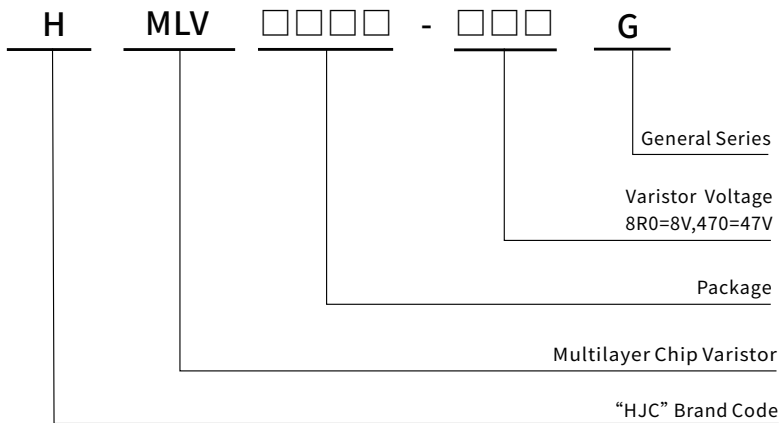 H MLV □□□□ - □□□ G
General Series
Varistor Voltage
8R0=8V,470=47V
Package
Multilayer Chip Varistor
“HJC” Brand Code